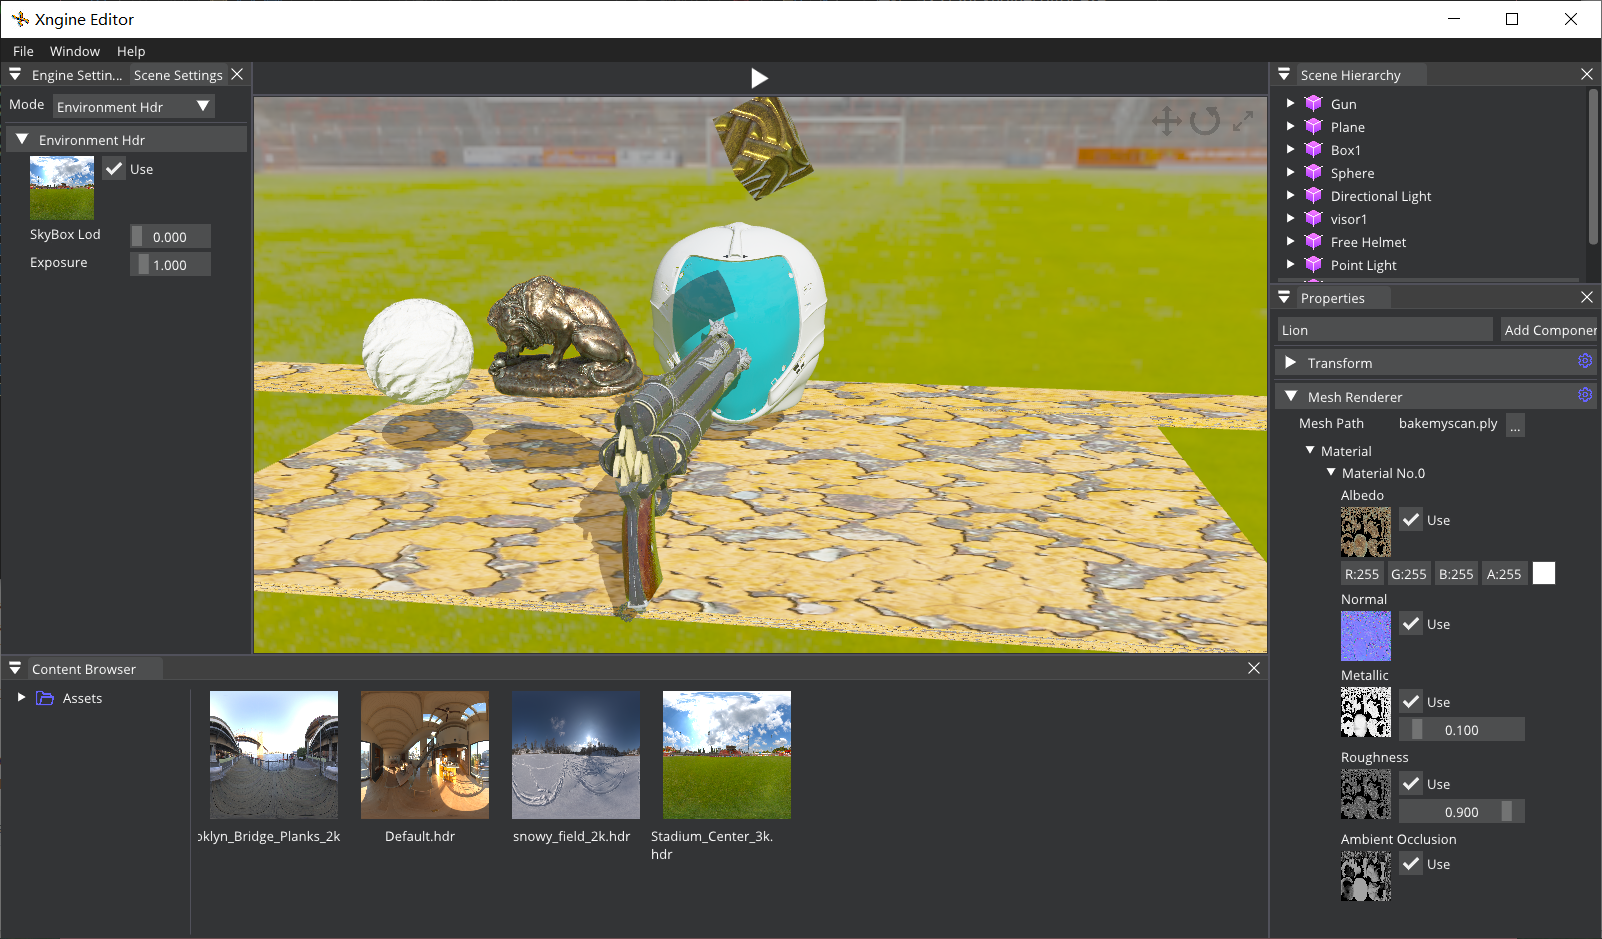 Xngine Editor
File Window Help
Engine Settin... Scene Settings
Mode Environment Hdr
Environment Hdr
Use
SkyBox Lod 0.000
Exposure 1.000
Scene Hierarchy
Gun
Plane
Box1
Sphere
Directional Light
visor1
Free Helmet
Point Light
Properties
Lion Add Componen
Transform
Mesh Renderer
Mesh Path bakemyscan.ply ...
Material
Material No.0
Albedo
Use
R:255 G:255 B:255 A:255
Normal
Use
Metallic
Use
0.100
Roughness
Use
0.900
Ambient Occlusion
Use
Content Browser
Assets
oklyn_Bridge_Planks_2k Default.hdr snowy_field_2k.hdr Stadium_Center_3k.
hdr